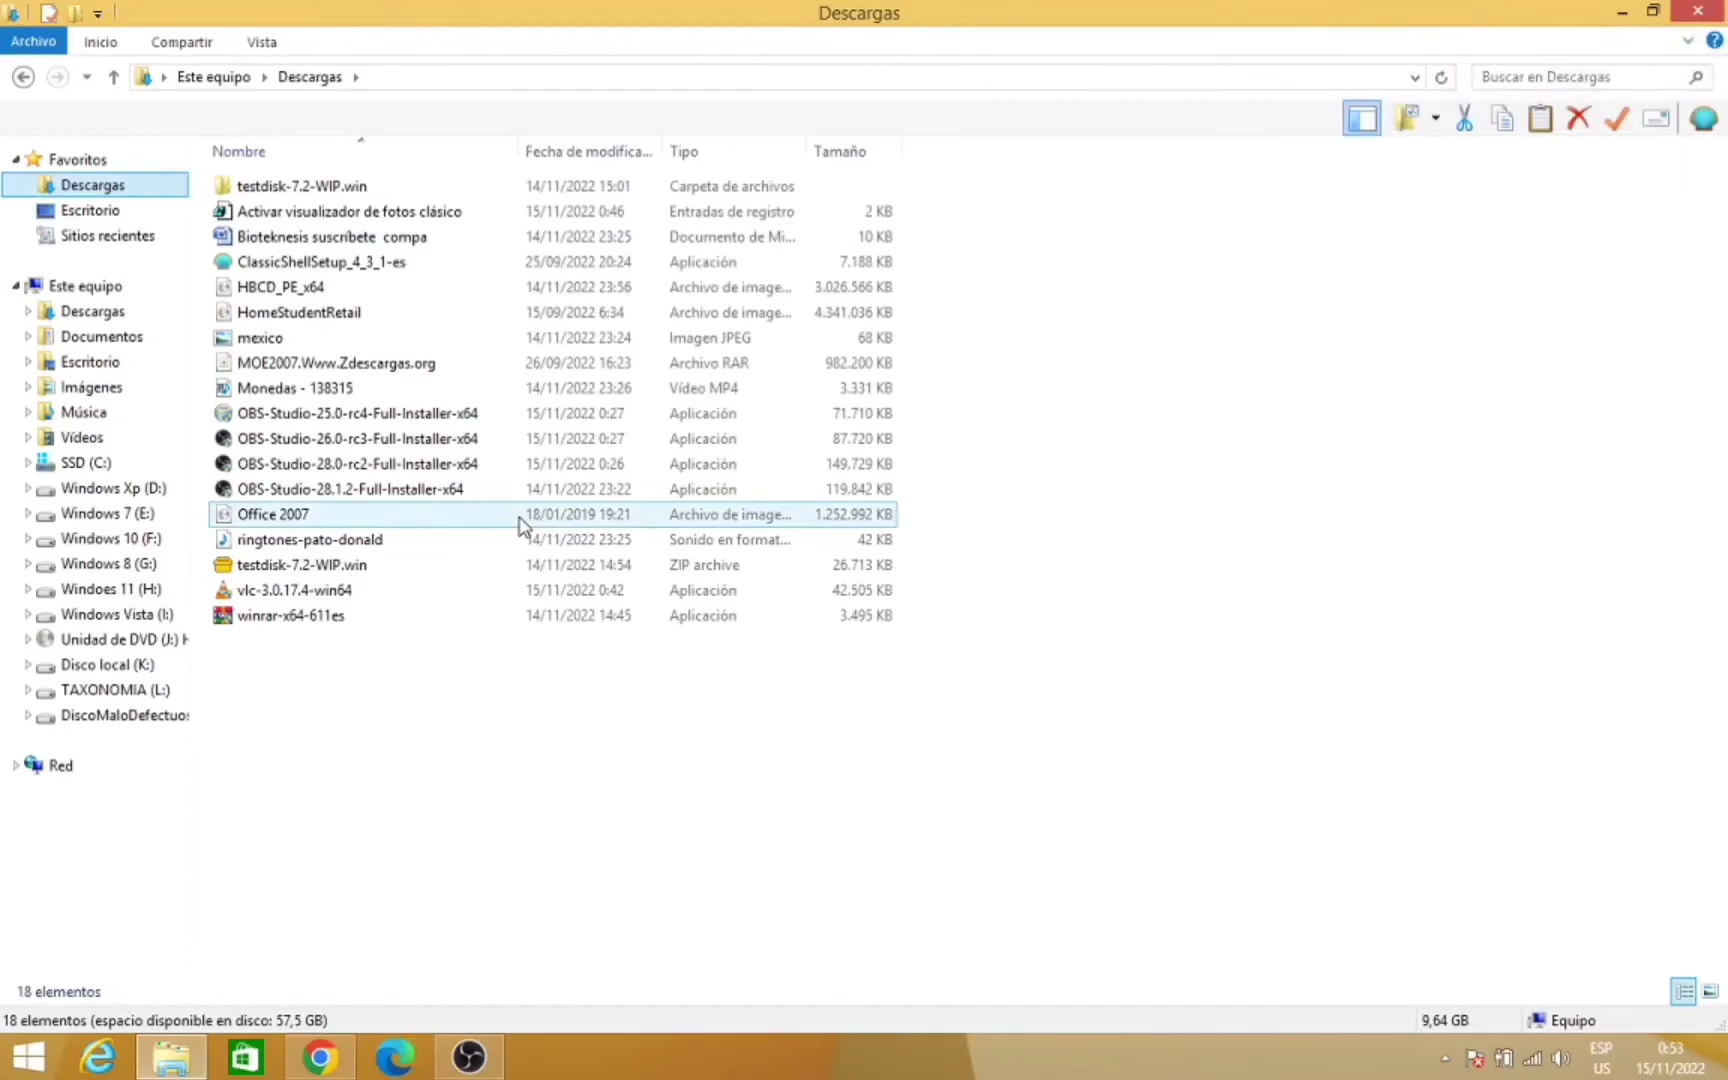 Descargas
Archivo Inicio Compartir Vista
Este equipo Descargas Buscar en Descargas
Nombre Fecha de modifica... Tipo Tamaño
Favoritos
Descargas
Escritorio
Sitios recientes
Este equipo
Descargas
Documentos
Escritorio
Imágenes
Música
Vídeos
SSD (C:)
Windows Xp (D:)
Windows 7 (E:)
Windows 10 (F:)
Windows 8 (G:)
Windoes 11 (H:)
Windows Vista (I:)
Unidad de DVD (J:) H
Disco local (K:)
TAXONOMIA (L:)
DiscoMaloDefectuos
Red
testdisk-7.2-WIP.win 14/11/2022 15:01 Carpeta de archivos
Activar visualizador de fotos clásico 15/11/2022 0:46 Entradas de registro 2 KB
Bioteknesis suscríbete compa 14/11/2022 23:25 Documento de Mi... 10 KB
ClassicShellSetup_4_3_1-es 25/09/2022 20:24 Aplicación 7.188 KB
HBCD_PE_x64 14/11/2022 23:56 Archivo de image... 3.026.566 KB
HomeStudentRetail 15/09/2022 6:34 Archivo de image... 4.341.036 KB
mexico 14/11/2022 23:24 Imagen JPEG 68 KB
MOE2007.Www.Zdescargas.org 26/09/2022 16:23 Archivo RAR 982.200 KB
Monedas - 138315 14/11/2022 23:26 Vídeo MP4 3.331 KB
OBS-Studio-25.0-rc4-Full-Installer-x64 15/11/2022 0:27 Aplicación 71.710 KB
OBS-Studio-26.0-rc3-Full-Installer-x64 15/11/2022 0:27 Aplicación 87.720 KB
OBS-Studio-28.0-rc2-Full-Installer-x64 15/11/2022 0:26 Aplicación 149.729 KB
OBS-Studio-28.1.2-Full-Installer-x64 14/11/2022 23:22 Aplicación 119.842 KB
Office 2007 18/01/2019 19:21 Archivo de image... 1.252.992 KB
ringtones-pato-donald 14/11/2022 23:25 Sonido en format... 42 KB
testdisk-7.2-WIP.win 14/11/2022 14:54 ZIP archive 26.713 KB
vlc-3.0.17.4-win64 15/11/2022 0:42 Aplicación 42.505 KB
winrar-x64-611es 14/11/2022 14:45 Aplicación 3.495 KB
18 elementos
18 elementos (espacio disponible en disco: 57,5 GB) 9,64 GB Equipo
ESP 0:53
US 15/11/2022